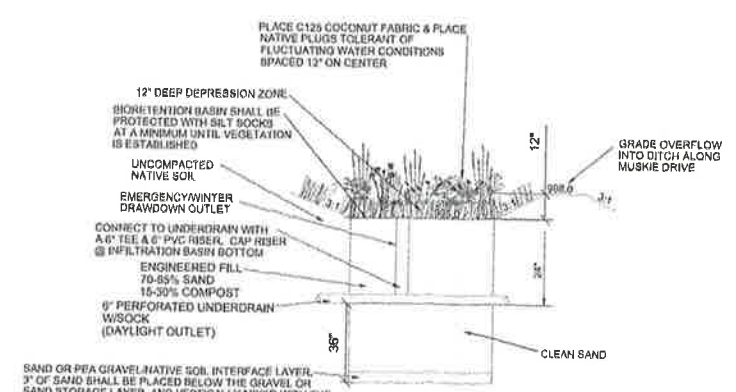 PLACE C125 COCONUT FABRIC & PLACE
NATIVE PLUGS TOLERANT OF
FLUCTUATING WATER CONDITIONS
SPACED 12" ON CENTER
12" DEEP DEPRESSION ZONE
BIORETENTION BASIN SHALL BE
PROTECTED WITH SILT SOCKS
AT A MINIMUM UNTIL VEGETATION
IS ESTABLISHED
12"
GRADE OVERFLOW
INTO DITCH ALONG
MUSKIE DRIVE
UNCOMPACTED
NATIVE SOIL
3:1
3:1
EMERGENCY/WINTER
DRAWDOWN OUTLET
CONNECT TO UNDERDRAIN WITH
A 6" TEE & 6" PVC RISER. CAP RISER
@ INFILTRATION BASIN BOTTOM
ENGINEERED FILL
70-85% SAND
15-30% COMPOST
24"
6" PERFORATED UNDERDRAIN
W/SOCK
(DAYLIGHT OUTLET)
36"
CLEAN SAND
SAND OR PEA GRAVEL/NATIVE SOIL INTERFACE LAYER,
3" OF SAND SHALL BE PLACED BELOW THE GRAVEL OR